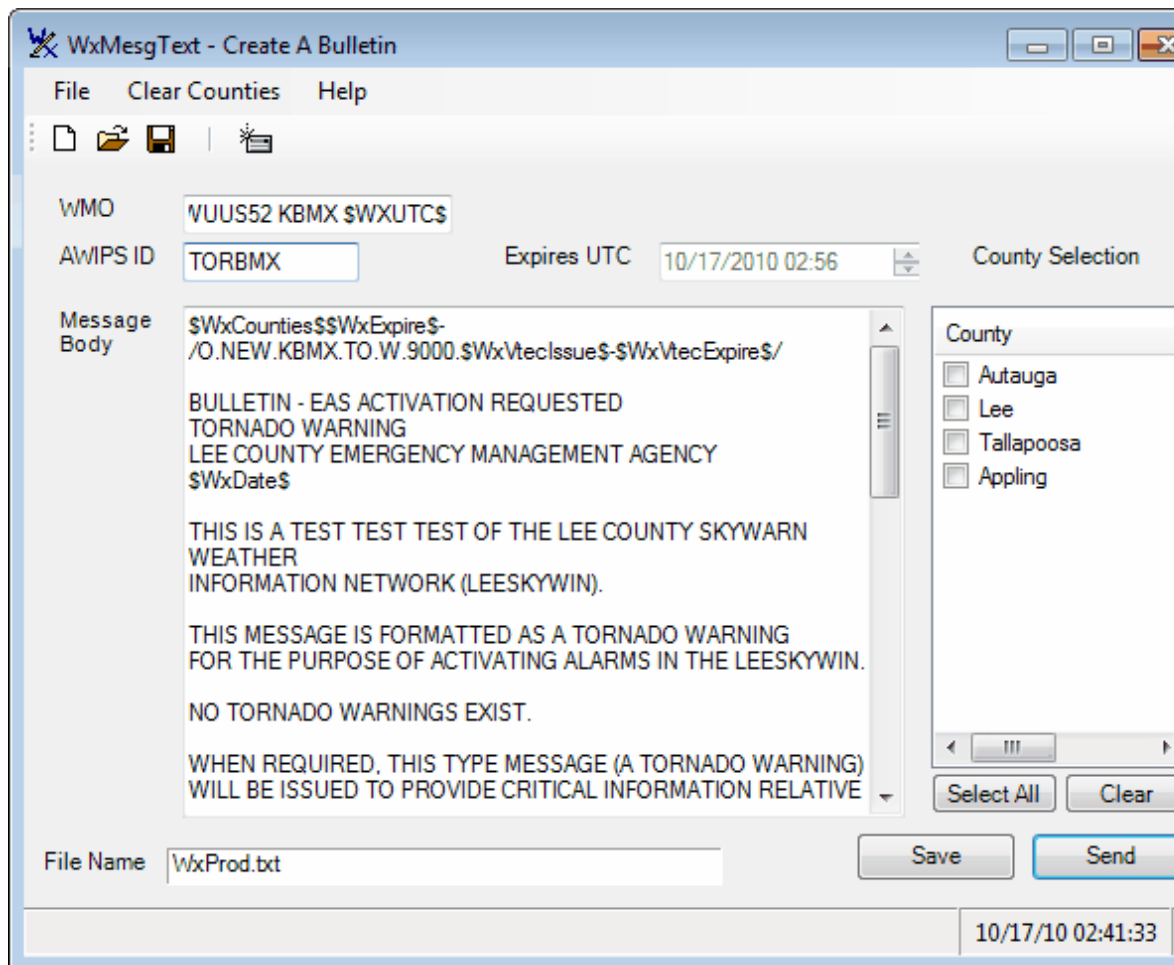 WxMesgText - Create A Bulletin
File Clear Counties Help
WMO
WUUS52 KBMX $WXUTC$
AWIPS ID
TORBMX
Expires UTC
10/17/2010 02:56
County Selection
Message
Body
$WxCounties$$WxExpire$-
/O.NEW.KBMX.TO.W.9000.$WxVtecIssue$-$WxVtecExpire$/
BULLETIN - EAS ACTIVATION REQUESTED
TORNADO WARNING
LEE COUNTY EMERGENCY MANAGEMENT AGENCY
$WxDate$
THIS IS A TEST TEST TEST OF THE LEE COUNTY SKYWARN
WEATHER
INFORMATION NETWORK (LEESKYWIN).
THIS MESSAGE IS FORMATTED AS A TORNADO WARNING
FOR THE PURPOSE OF ACTIVATING ALARMS IN THE LEESKYWIN.
NO TORNADO WARNINGS EXIST.
WHEN REQUIRED, THIS TYPE MESSAGE (A TORNADO WARNING)
WILL BE ISSUED TO PROVIDE CRITICAL INFORMATION RELATIVE
County
Autauga
Lee
Tallapoosa
Appling
Select All Clear
File Name
WxProd.txt
Save Send
10/17/10 02:41:33